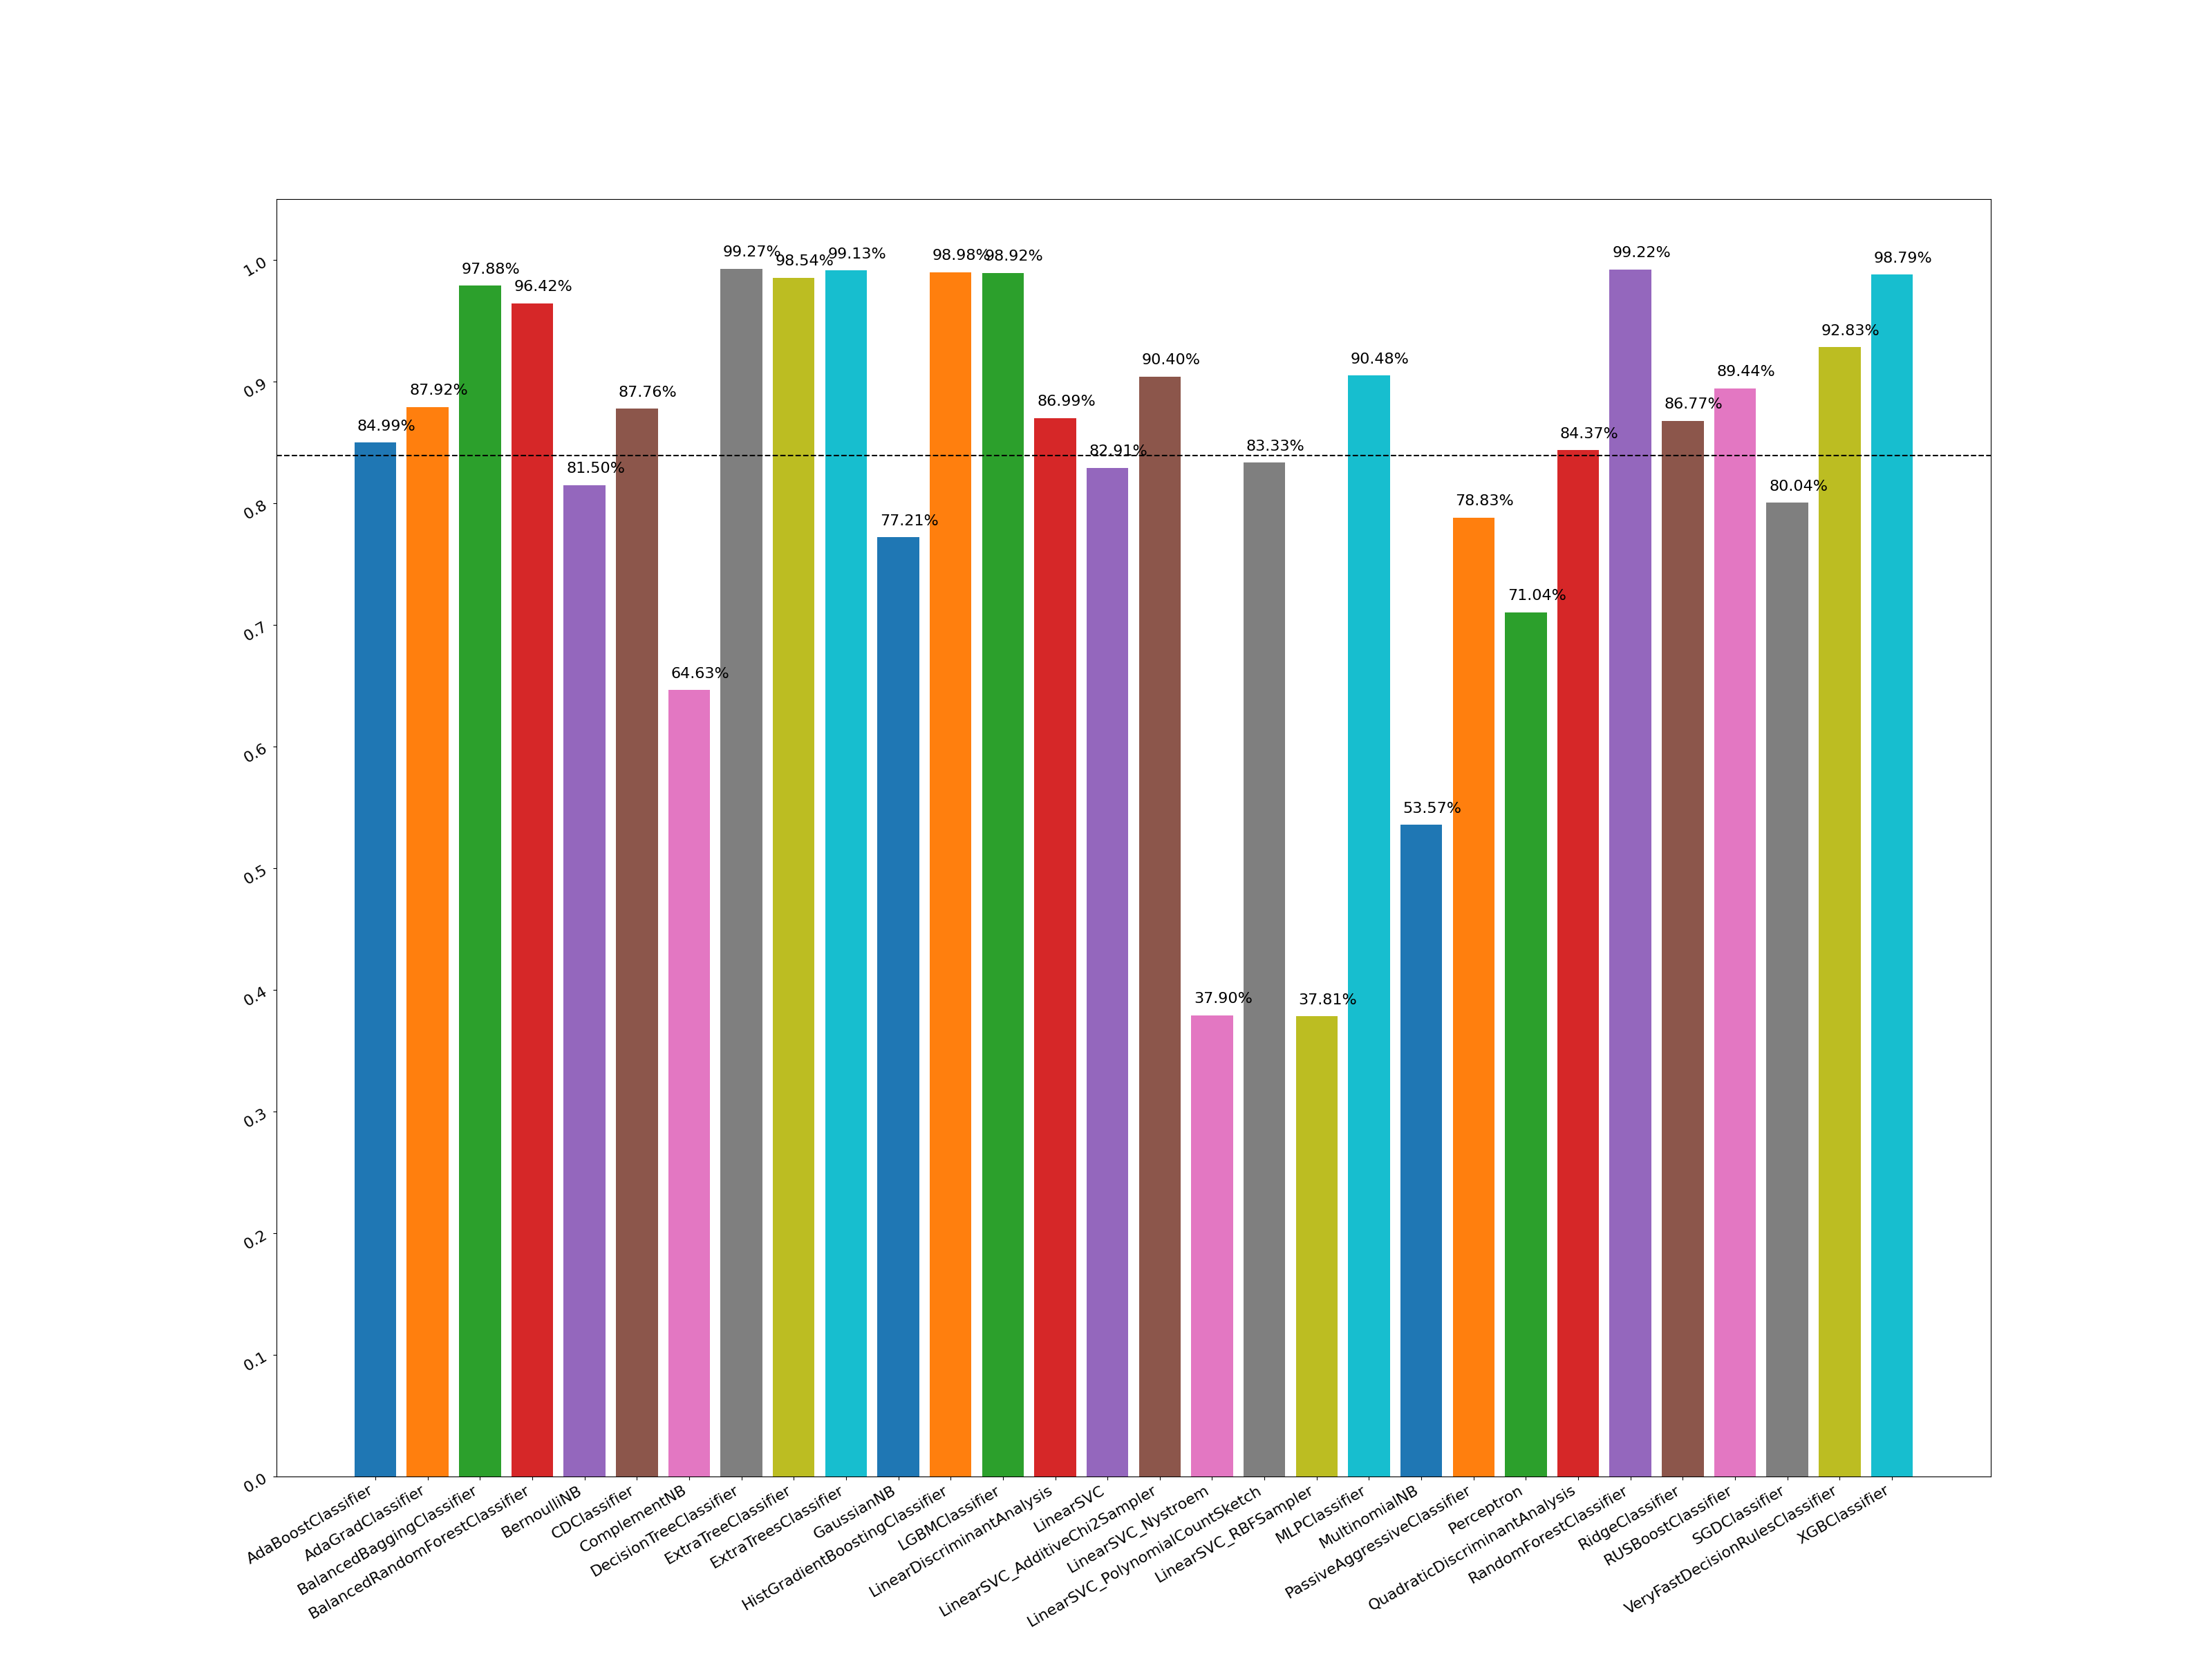 99.27%
99.22%
99.13%
98.98%
98.92%
98.79%
98.54%
1.0
97.88%
96.42%
92.83%
90.48%
90.40%
89.44%
0.9
87.92%
87.76%
86.99%
86.77%
84.99%
84.37%
83.33%
82.91%
81.50%
80.04%
0.8
78.83%
77.21%
0.7
71.04%
64.63%
0.6
53.57%
0.5
0.4
37.90%
37.81%
0.3
0.2
0.1
0.0
AdaBoostClassifier
AdaGradClassifier
BalancedBaggingClassifier
BalancedRandomForestClassifier
BernoulliNB
CDClassifier
ComplementNB
DecisionTreeClassifier
ExtraTreeClassifier
ExtraTreesClassifier
GaussianNB
HistGradientBoostingClassifier
LGBMClassifier
LinearDiscriminantAnalysis
LinearSVC
LinearSVC_AdditiveChi2Sampler
LinearSVC_Nystroem
LinearSVC_PolynomialCountSketch
LinearSVC_RBFSampler
MLPClassifier
MultinomialNB
PassiveAggressiveClassifier
Perceptron
QuadraticDiscriminantAnalysis
RandomForestClassifier
RidgeClassifier
RUSBoostClassifier
SGDClassifier
VeryFastDecisionRulesClassifier
XGBClassifier